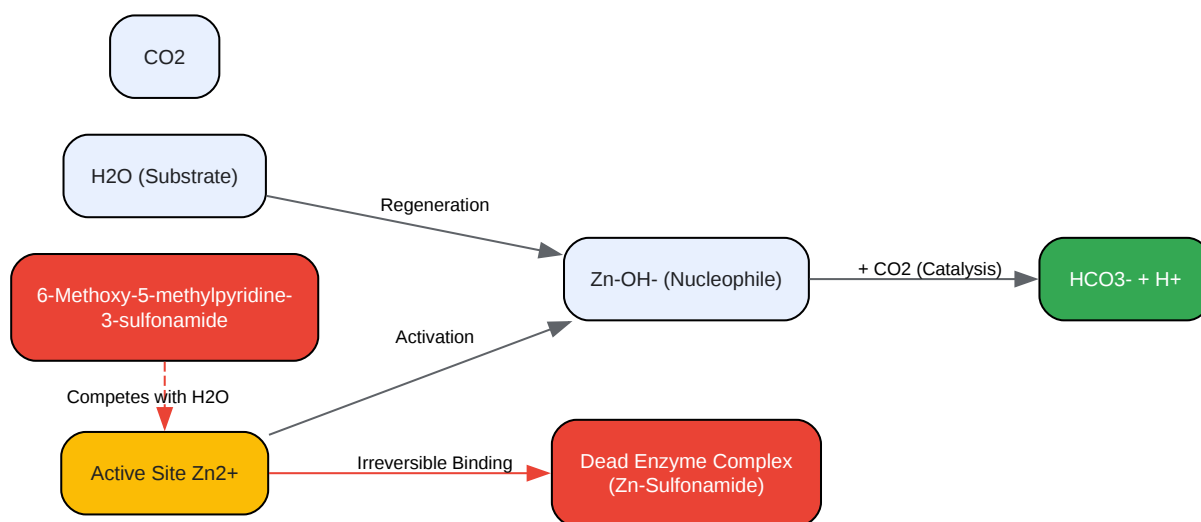 CO2
H2O (Substrate)
Regeneration
6-Methoxy-5-methylpyridine-
3-sulfonamide
Zn-OH- (Nucleophile)
+ CO2 (Catalysis)
HCO3- + H+
Activation
Competes with H2O
Active Site Zn2+
Irreversible Binding
Dead Enzyme Complex
(Zn-Sulfonamide)